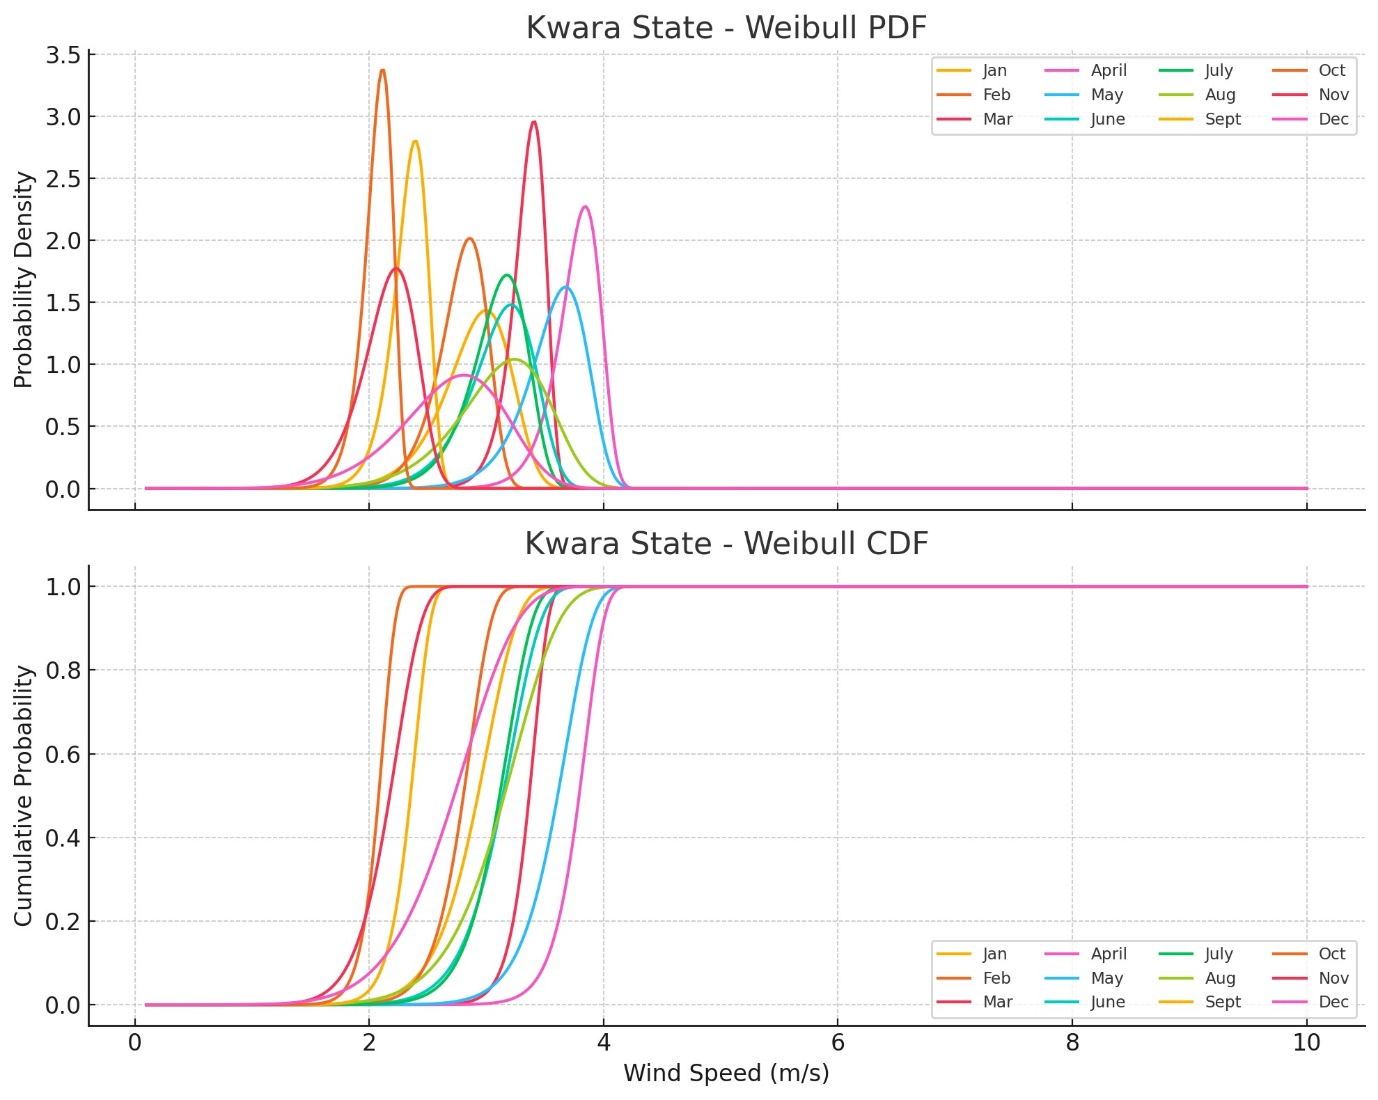 Kwara State - Weibull PDF
Probability Density
3.5
3.0
2.5
2.0
1.5
1.0
0.5
0.0
Jan April July Oct
Feb May Aug Nov
Mar June Sept Dec
Kwara State - Weibull CDF
Cumulative Probability
1.0
0.8
0.6
0.4
0.2
0.0
Jan April July Oct
Feb May Aug Nov
Mar June Sept Dec
0 2 4 6 8 10
Wind Speed (m/s)